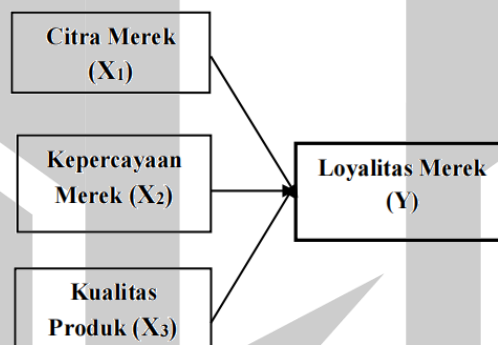 Citra Merek
(X1)
Kepercayaan
Merek (X2)
Loyalitas Merek
(Y)
Kualitas
Produk (X3)